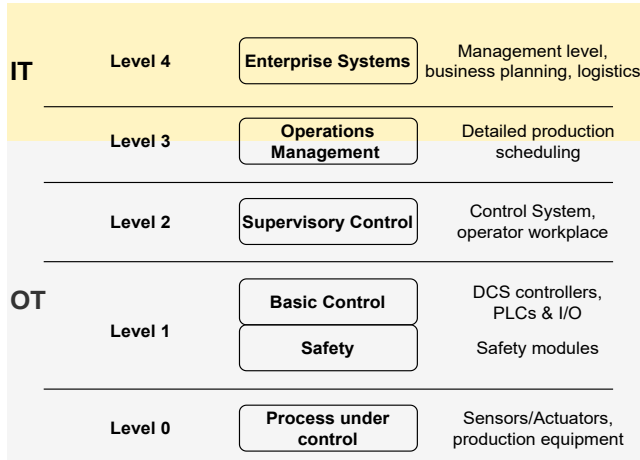 IT
Level 4
Enterprise Systems
Management level,
business planning, logistics
Level 3
Operations
Management
Detailed production
scheduling
Level 2
Supervisory Control
Control System,
operator workplace
OT
Level 1
Basic Control
DCS controllers,
PLCs & I/O
Safety
Safety modules
Level 0
Process under
control
Sensors/Actuators,
production equipment